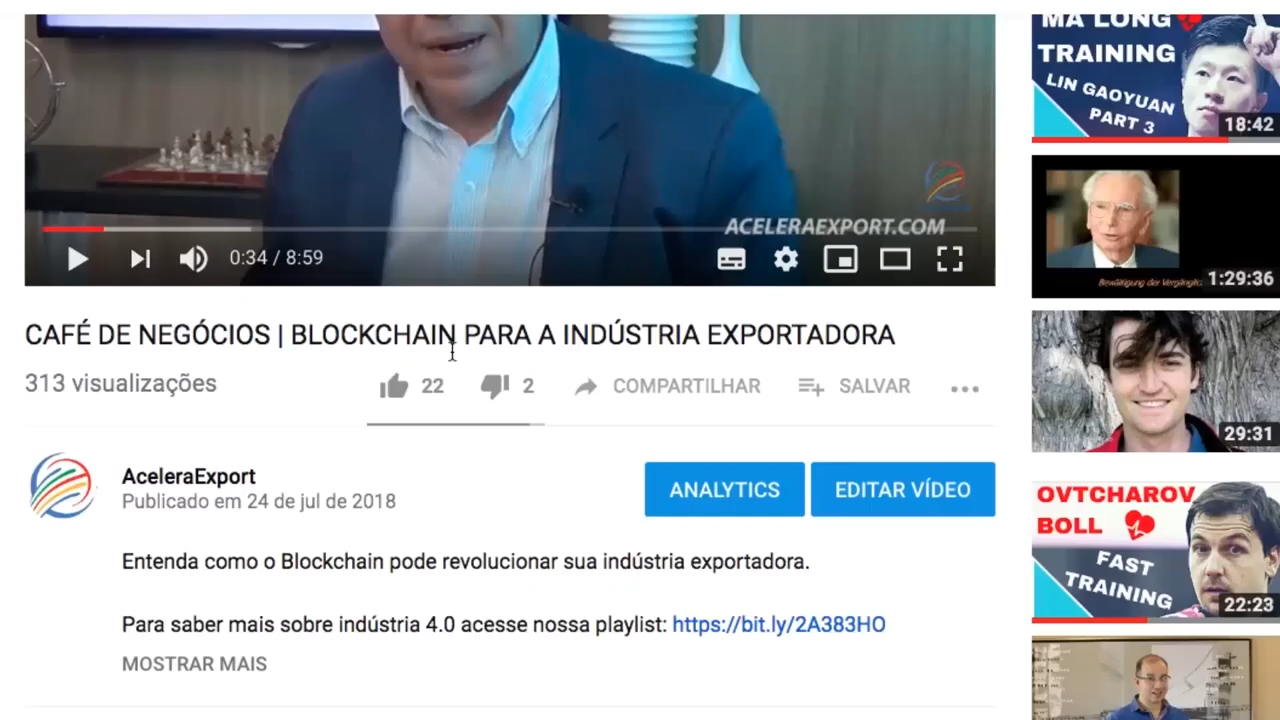 ACELERAEXPORT.COM
0:34 / 8:59
CAFÉ DE NEGÓCIOS | BLOCKCHAIN PARA A INDÚSTRIA EXPORTADORA
313 visualizações
22
2
COMPARTILHAR
SALVAR
AceleraExport
Publicado em 24 de jul de 2018
ANALYTICS
EDITAR VÍDEO
Entenda como o Blockchain pode revolucionar sua indústria exportadora.
Para saber mais sobre indústria 4.0 acesse nossa playlist: https://bit.ly/2A383HO
MOSTRAR MAIS
MA LONG
TRAINING
LIN GAOYUAN
PART 3
18:42
Bewältigung der
1:29:36
29:31
OVTCHAROV
BOLL
FAST
TRAINING
22:23